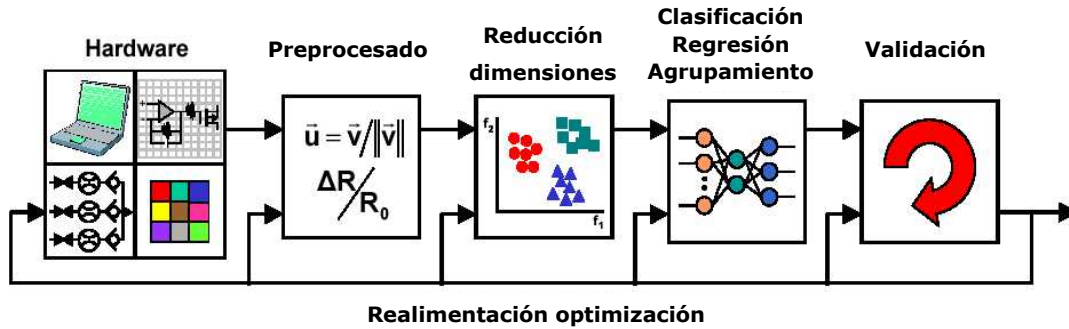 Hardware
Preprocesado
Reducción
dimensiones
Clasificación
Regresión
Agrupamiento
Validación
u⃗ = v⃗/‖v⃗‖
ΔR/R₀
f₂
f₁
Realimentación optimización